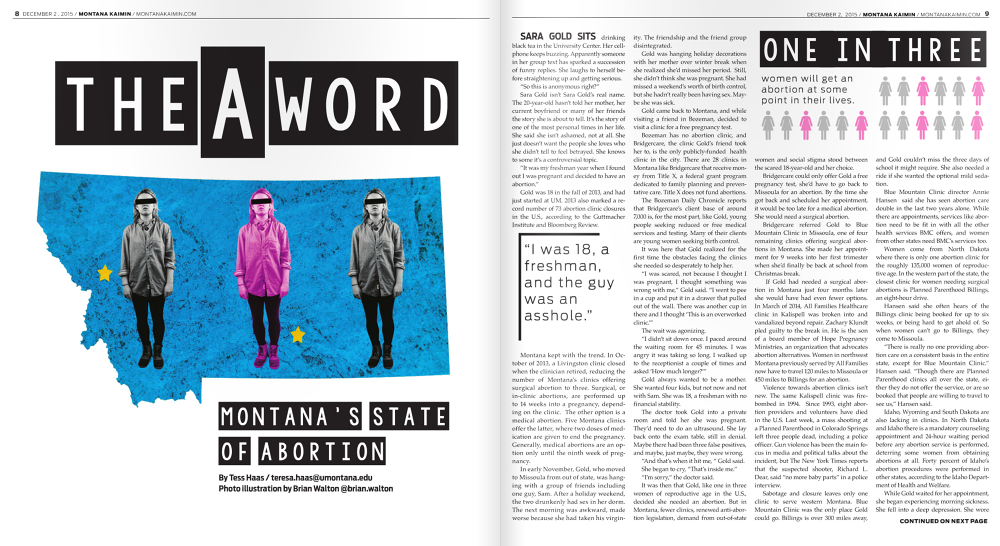 8 DECEMBER 2, 2015 / MONTANA KAIMIN / MONTANAKAIMIN.COM
THE A WORD
MONTANA'S STATE
OF ABORTION
By Tess Haas / teresa.haas@umontana.edu
Photo illustration by Brian Walton @brian.walton
DECEMBER 2, 2015 / MONTANA KAIMIN / MONTANAKAIMIN.COM 9
SARA GOLD SITS drinking
black tea in the University Center. Her cell-
phone keeps buzzing. Apparently someone
in her group text has sparked a succession
of funny replies. She laughs to herself be-
fore straightening up and getting serious.
"So this is anonymous right?"
Sara Gold isn't Sara Gold's real name.
The 20-year-old hasn't told her mother, her
current boyfriend or many of her friends
the story she is about to tell. It's the story of
one of the most personal times in her life.
She said she isn't ashamed, not at all. She
just doesn't want the people she loves who
she didn't tell to feel betrayed. She knows
to some it's a controversial topic.
"It was my freshman year when I found
out I was pregnant and decided to have an
abortion."
Gold was 18 in the fall of 2013, and had
just started at UM. 2013 also marked a re-
cord number of 73 abortion clinic closures
in the U.S., according to the Guttmacher
Institute and Bloomberg Review.
"I was 18, a
freshman,
and the guy
was an
asshole."
Montana kept with the trend. In Oc-
tober of 2013, a Livingston clinic closed
when the clinician retired, reducing the
number of Montana's clinics offering
surgical abortion to three. Surgical, or
in-clinic abortions, are performed up
to 14 weeks into a pregnancy, depend-
ing on the clinic. The other option is a
medical abortion. Five Montana clinics
offer the latter, where two doses of med-
ication are given to end the pregnancy.
Generally, medical abortions are an op-
tion only until the ninth week of preg-
nancy.
In early November, Gold, who moved
to Missoula from out of state, was hang-
ing with a group of friends including
one guy, Sam. After a holiday weekend,
the two drunkenly had sex in her dorm.
The next morning was awkward, made
worse because she had taken his virgin-
ity. The friendship and the friend group
disintegrated.
Gold was hanging holiday decorations
with her mother over winter break when
she realized she'd missed her period. Still,
she didn't think she was pregnant. She had
missed a weekend's worth of birth control,
but she hadn't really been having sex. May-
be she was sick.
Gold came back to Montana, and while
visiting a friend in Bozeman, decided to
visit a clinic for a free pregnancy test.
Bozeman has no abortion clinic, and
Bridgercare, the clinic Gold's friend took
her to, is the only publicly-funded health
clinic in the city. There are 28 clinics in
Montana like Bridgercare that receive mon-
ey from Title X, a federal grant program
dedicated to family planning and preven-
tative care. Title X does not fund abortions.
The Bozeman Daily Chronicle reports
that Bridgercare's client base of around
7,000 is, for the most part, like Gold, young
people seeking reduced or free medical
services and testing. Many of their clients
are young women seeking birth control.
It was here that Gold realized for the
first time the obstacles facing the clinics
she needed so desperately to help her.
"I was scared, not because I thought I
was pregnant, I thought something was
wrong with me," Gold said. "I went to pee
in a cup and put it in a drawer that pulled
out of the wall. There was another cup in
there and I thought 'This is an overworked
clinic.'"
The wait was agonizing.
"I didn't sit down once. I paced around
the waiting room for 45 minutes. I was
angry it was taking so long. I walked up
to the receptionist a couple of times and
asked 'How much longer?'"
Gold always wanted to be a mother.
She wanted four kids, but not now and not
with Sam. She was 18, a freshman with no
financial stability.
The doctor took Gold into a private
room and told her she was pregnant.
They'd need to do an ultrasound. She lay
back onto the exam table, still in denial.
Maybe there had been three false positives,
and maybe, just maybe, they were wrong.
"And that's when it hit me," Gold said.
She began to cry, "That's inside me."
"I'm sorry," the doctor said.
It was then that Gold, like one in three
women of reproductive age in the U.S.,
decided she needed an abortion. But in
Montana, fewer clinics, renewed anti-abor-
tion legislation, demand from out-of-state
ONE IN THREE
women will get an
abortion at some
point in their lives.
women and social stigma stood between
the scared 18-year-old and her choice.
Bridgercare could only offer Gold a free
pregnancy test, she'd have to go back to
Missoula for an abortion. By the time she
got back and scheduled her appointment,
it would be too late for a medical abortion.
She would need a surgical abortion.
Bridgercare referred Gold to Blue
Mountain Clinic in Missoula, one of four
remaining clinics offering surgical abor-
tions in Montana. She made her appoint-
ment for 9 weeks into her first trimester
when she'd finally be back at school from
Christmas break.
If Gold had needed a surgical abor-
tion in Montana just four months later
she would have had even fewer options.
In March of 2014, All Families Healthcare
clinic in Kalispell was broken into and
vandalized beyond repair. Zachary Klundt
pled guilty to the break in. He is the son
of a board member of Hope Pregnancy
Ministries, an organization that advocates
abortion alternatives. Women in northwest
Montana previously served by All Families
now have to travel 120 miles to Missoula or
450 miles to Billings for an abortion.
Violence towards abortion clinics isn't
new. The same Kalispell clinic was fire-
bombed in 1994. Since 1993, eight abor-
tion providers and volunteers have died
in the U.S. Last week, a mass shooting at
a Planned Parenthood in Colorado Springs
left three people dead, including a police
officer. Gun violence has been the main fo-
cus in media and political talks about the
incident, but The New York Times reports
that the suspected shooter, Richard L.
Dear, said "no more baby parts" in a police
interview.
Sabotage and closure leaves only one
clinic to serve western Montana. Blue
Mountain Clinic was the only place Gold
could go. Billings is over 300 miles away,
and Gold couldn't miss the three days of
school it might require. She also needed a
ride if she wanted the optional mild seda-
tion.
Blue Mountain Clinic director Annie
Hansen said she has seen abortion care
double in the last two years alone. While
there are appointments, services like abor-
tion need to be fit in with all the other
health services BMC offers, and women
from other states need BMC's services too.
Women come from North Dakota
where there is only one abortion clinic for
the roughly 135,000 women of reproduc-
tive age. In the western part of the state, the
closest clinic for women needing surgical
abortions is Planned Parenthood Billings,
an eight-hour drive.
Hansen said she often hears of the
Billings clinic being booked for up to six
weeks, or being hard to get ahold of. So
when women can't go to Billings, they
come to Missoula.
"There is really no one providing abor-
tion care on a consistent basis in the entire
state, except for Blue Mountain Clinic."
Hansen said. "Though there are Planned
Parenthood clinics all over the state, ei-
ther they do not offer the service, or are so
booked that people are willing to travel to
see us," Hansen said.
Idaho, Wyoming and South Dakota are
also lacking in clinics. In North Dakota
and Idaho there is a mandatory counseling
appointment and 24-hour waiting period
before any abortion service is performed,
deterring some women from obtaining
abortions at all. Forty percent of Idaho's
abortion procedures were performed in
other states, according to the Idaho Depart-
ment of Health and Welfare.
While Gold waited for her appointment,
she began experiencing morning sickness.
She fell into a deep depression. She wore
CONTINUED ON NEXT PAGE